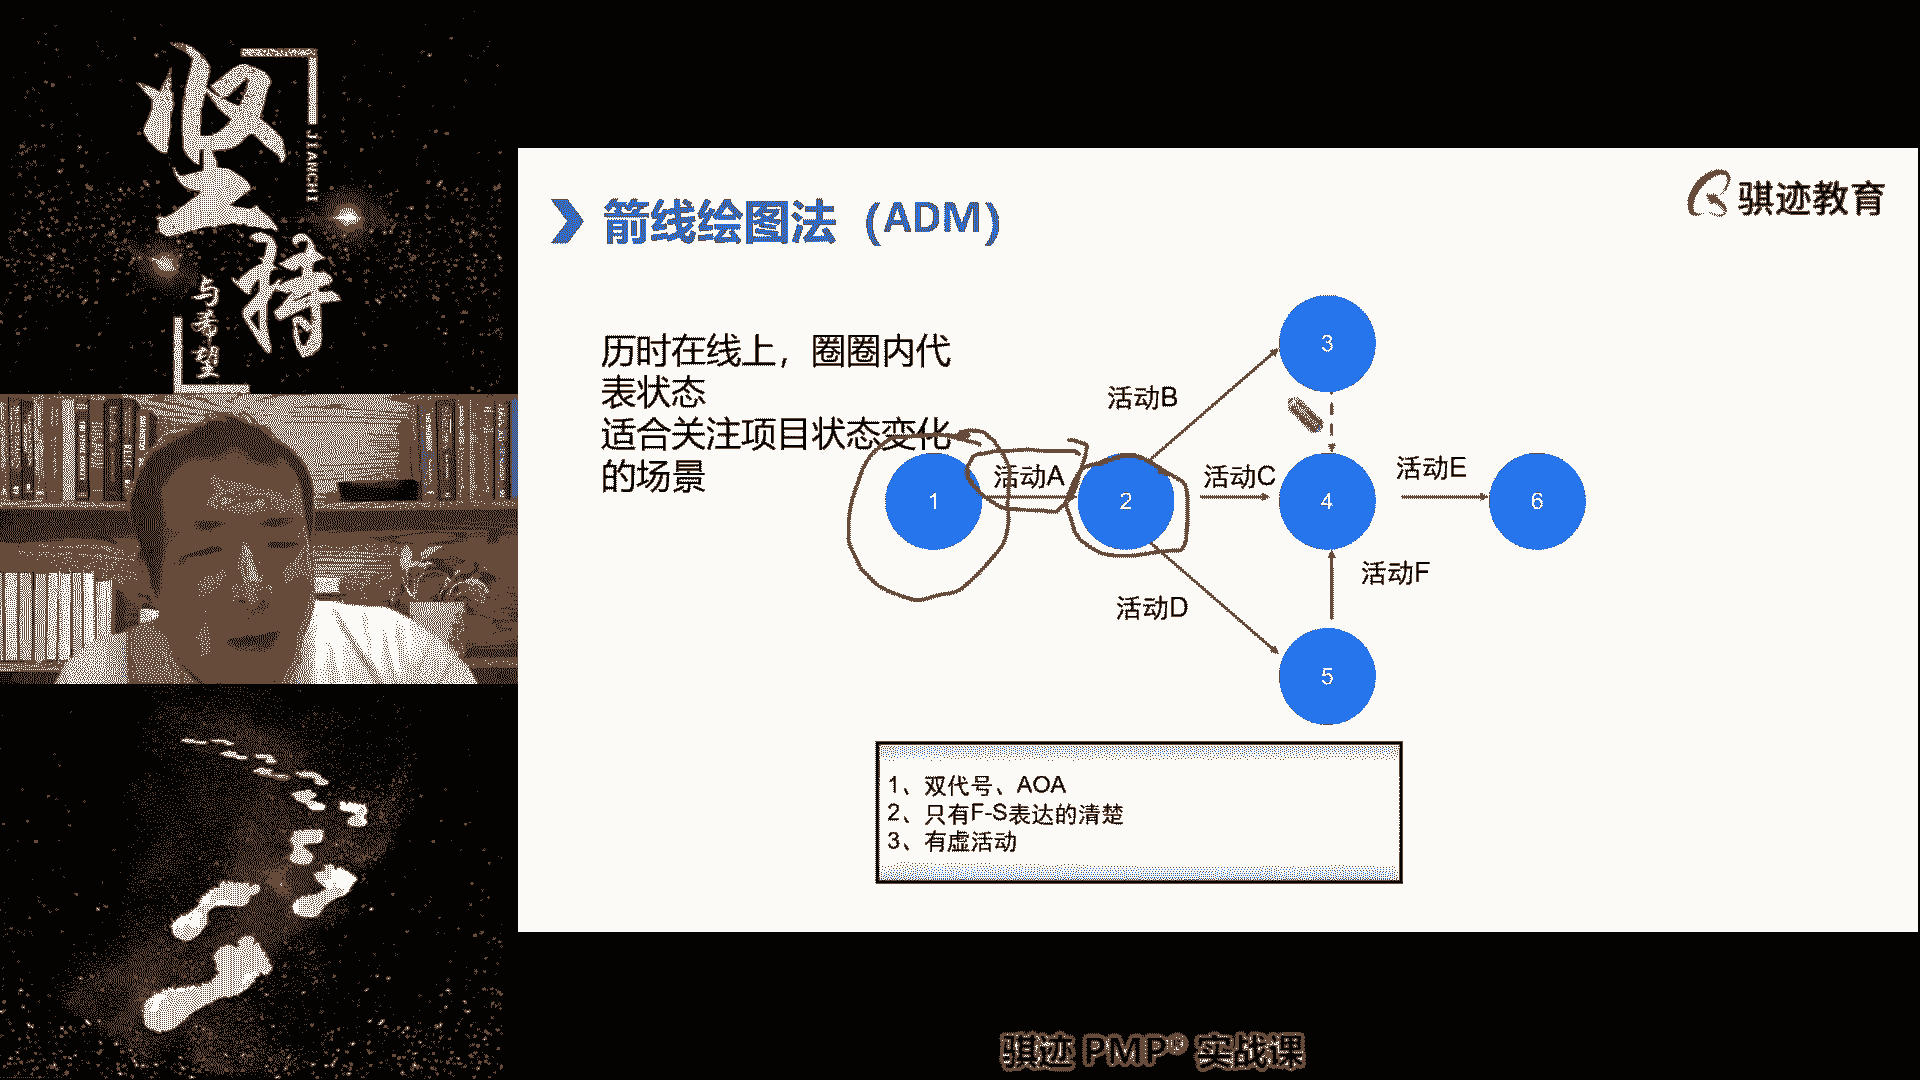 坚持
JIANCHI
与希望
骐迹教育
箭线绘图法（ADM）
历时在线上，圈圈内代
表状态
适合关注项目状态变化
的场景
3
活动B
1
活动A
2
活动C
4
活动E
6
活动F
活动D
5
1、双代号、AOA
2、只有F-S表达的清楚
3、有虚活动
骐迹 PMP® 实战课